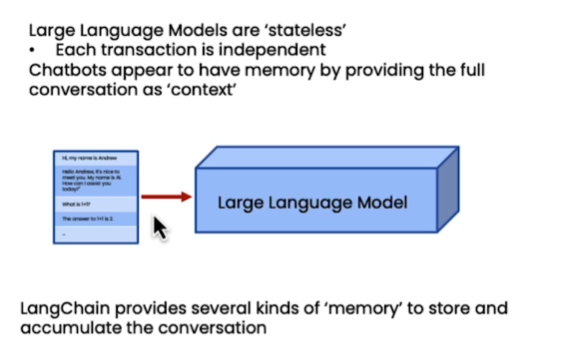 Large Language Models are ‘stateless’
• Each transaction is independent
Chatbots appear to have memory by providing the full
conversation as ‘context’
Hi, my name is Andrew
Hello Andrew, it's nice to
meet you. My name is AI.
How can I assist you
today?
What is 1+1?
The answer to 1+1 is 2.
..
Large Language Model
LangChain provides several kinds of ‘memory’ to store and
accumulate the conversation